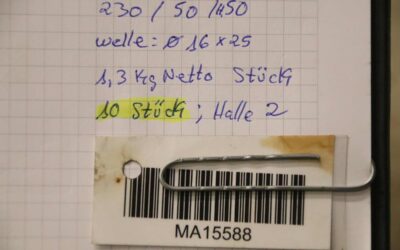 230 / 50 / 450
welle: ø 16 x 25
1,3 kg Netto Stück
10 Stück ; Halle 2
MA15588